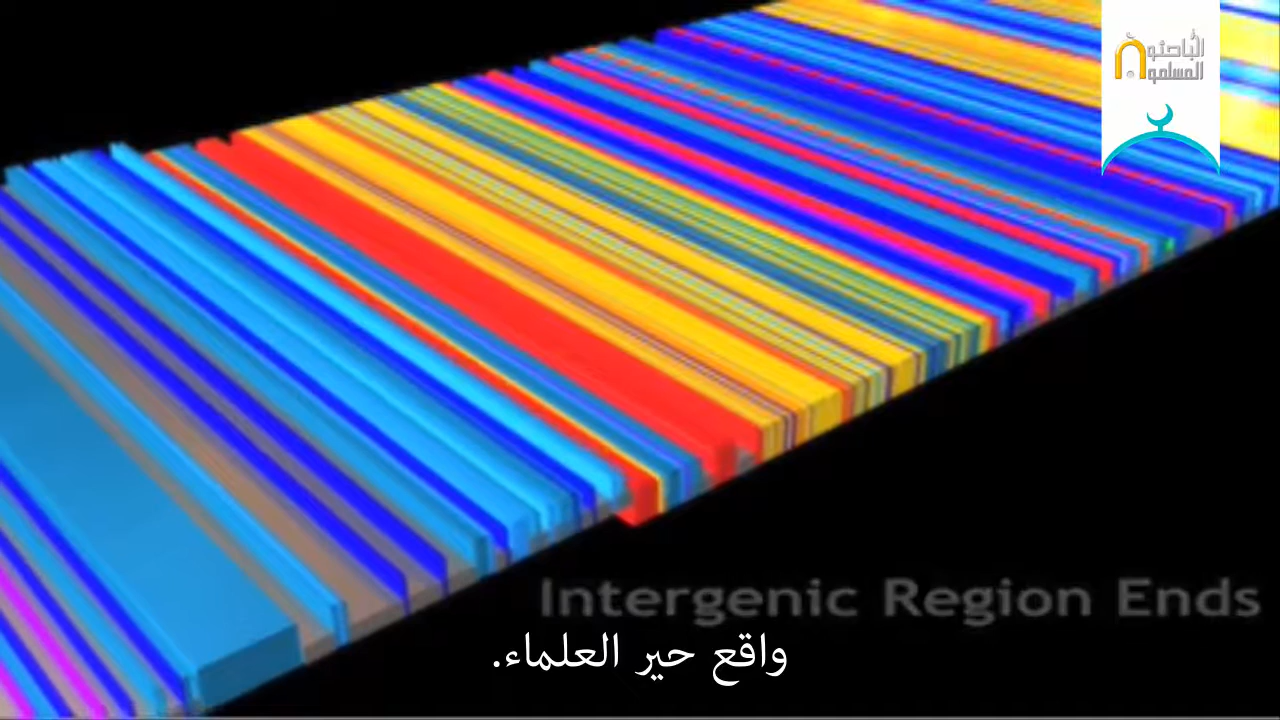 الباحثون
المسلمون
Intergenic Region Ends
واقع حير العلماء.